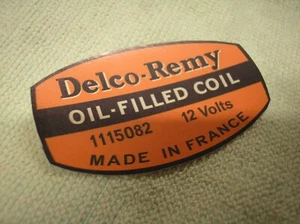 Delco-Remy
OIL-FILLED COIL
1115082 12 Volts
MADE IN FRANCE